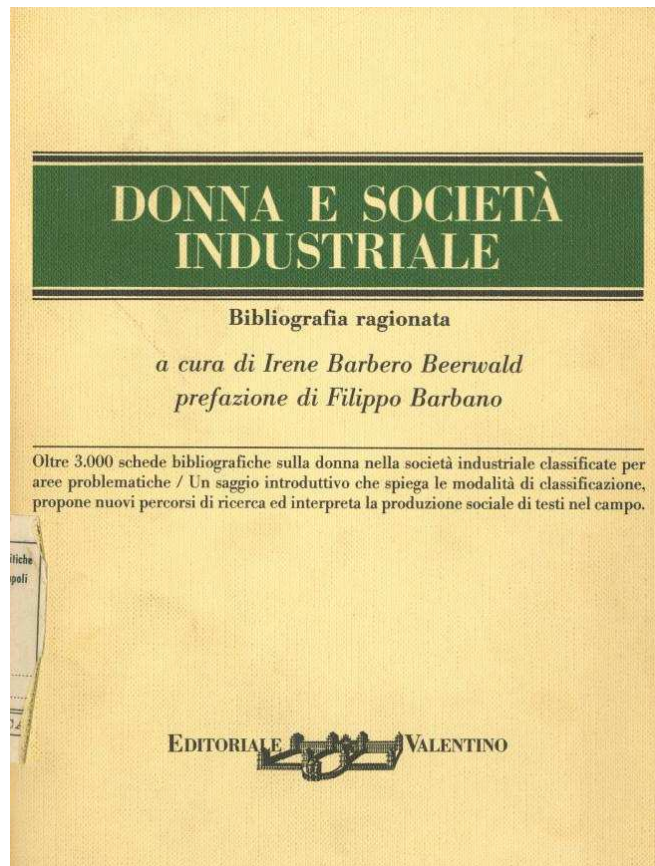 DONNA E SOCIETÀ
INDUSTRIALE
Bibliografia ragionata
a cura di Irene Barbero Beerwald
prefazione di Filippo Barbano
Oltre 3.000 schede bibliografiche sulla donna nella società industriale classificate per
aree problematiche / Un saggio introduttivo che spiega le modalità di classificazione,
propone nuovi percorsi di ricerca ed interpreta la produzione sociale di testi nel campo.
itiche
poli
EDITORIALE VALENTINO